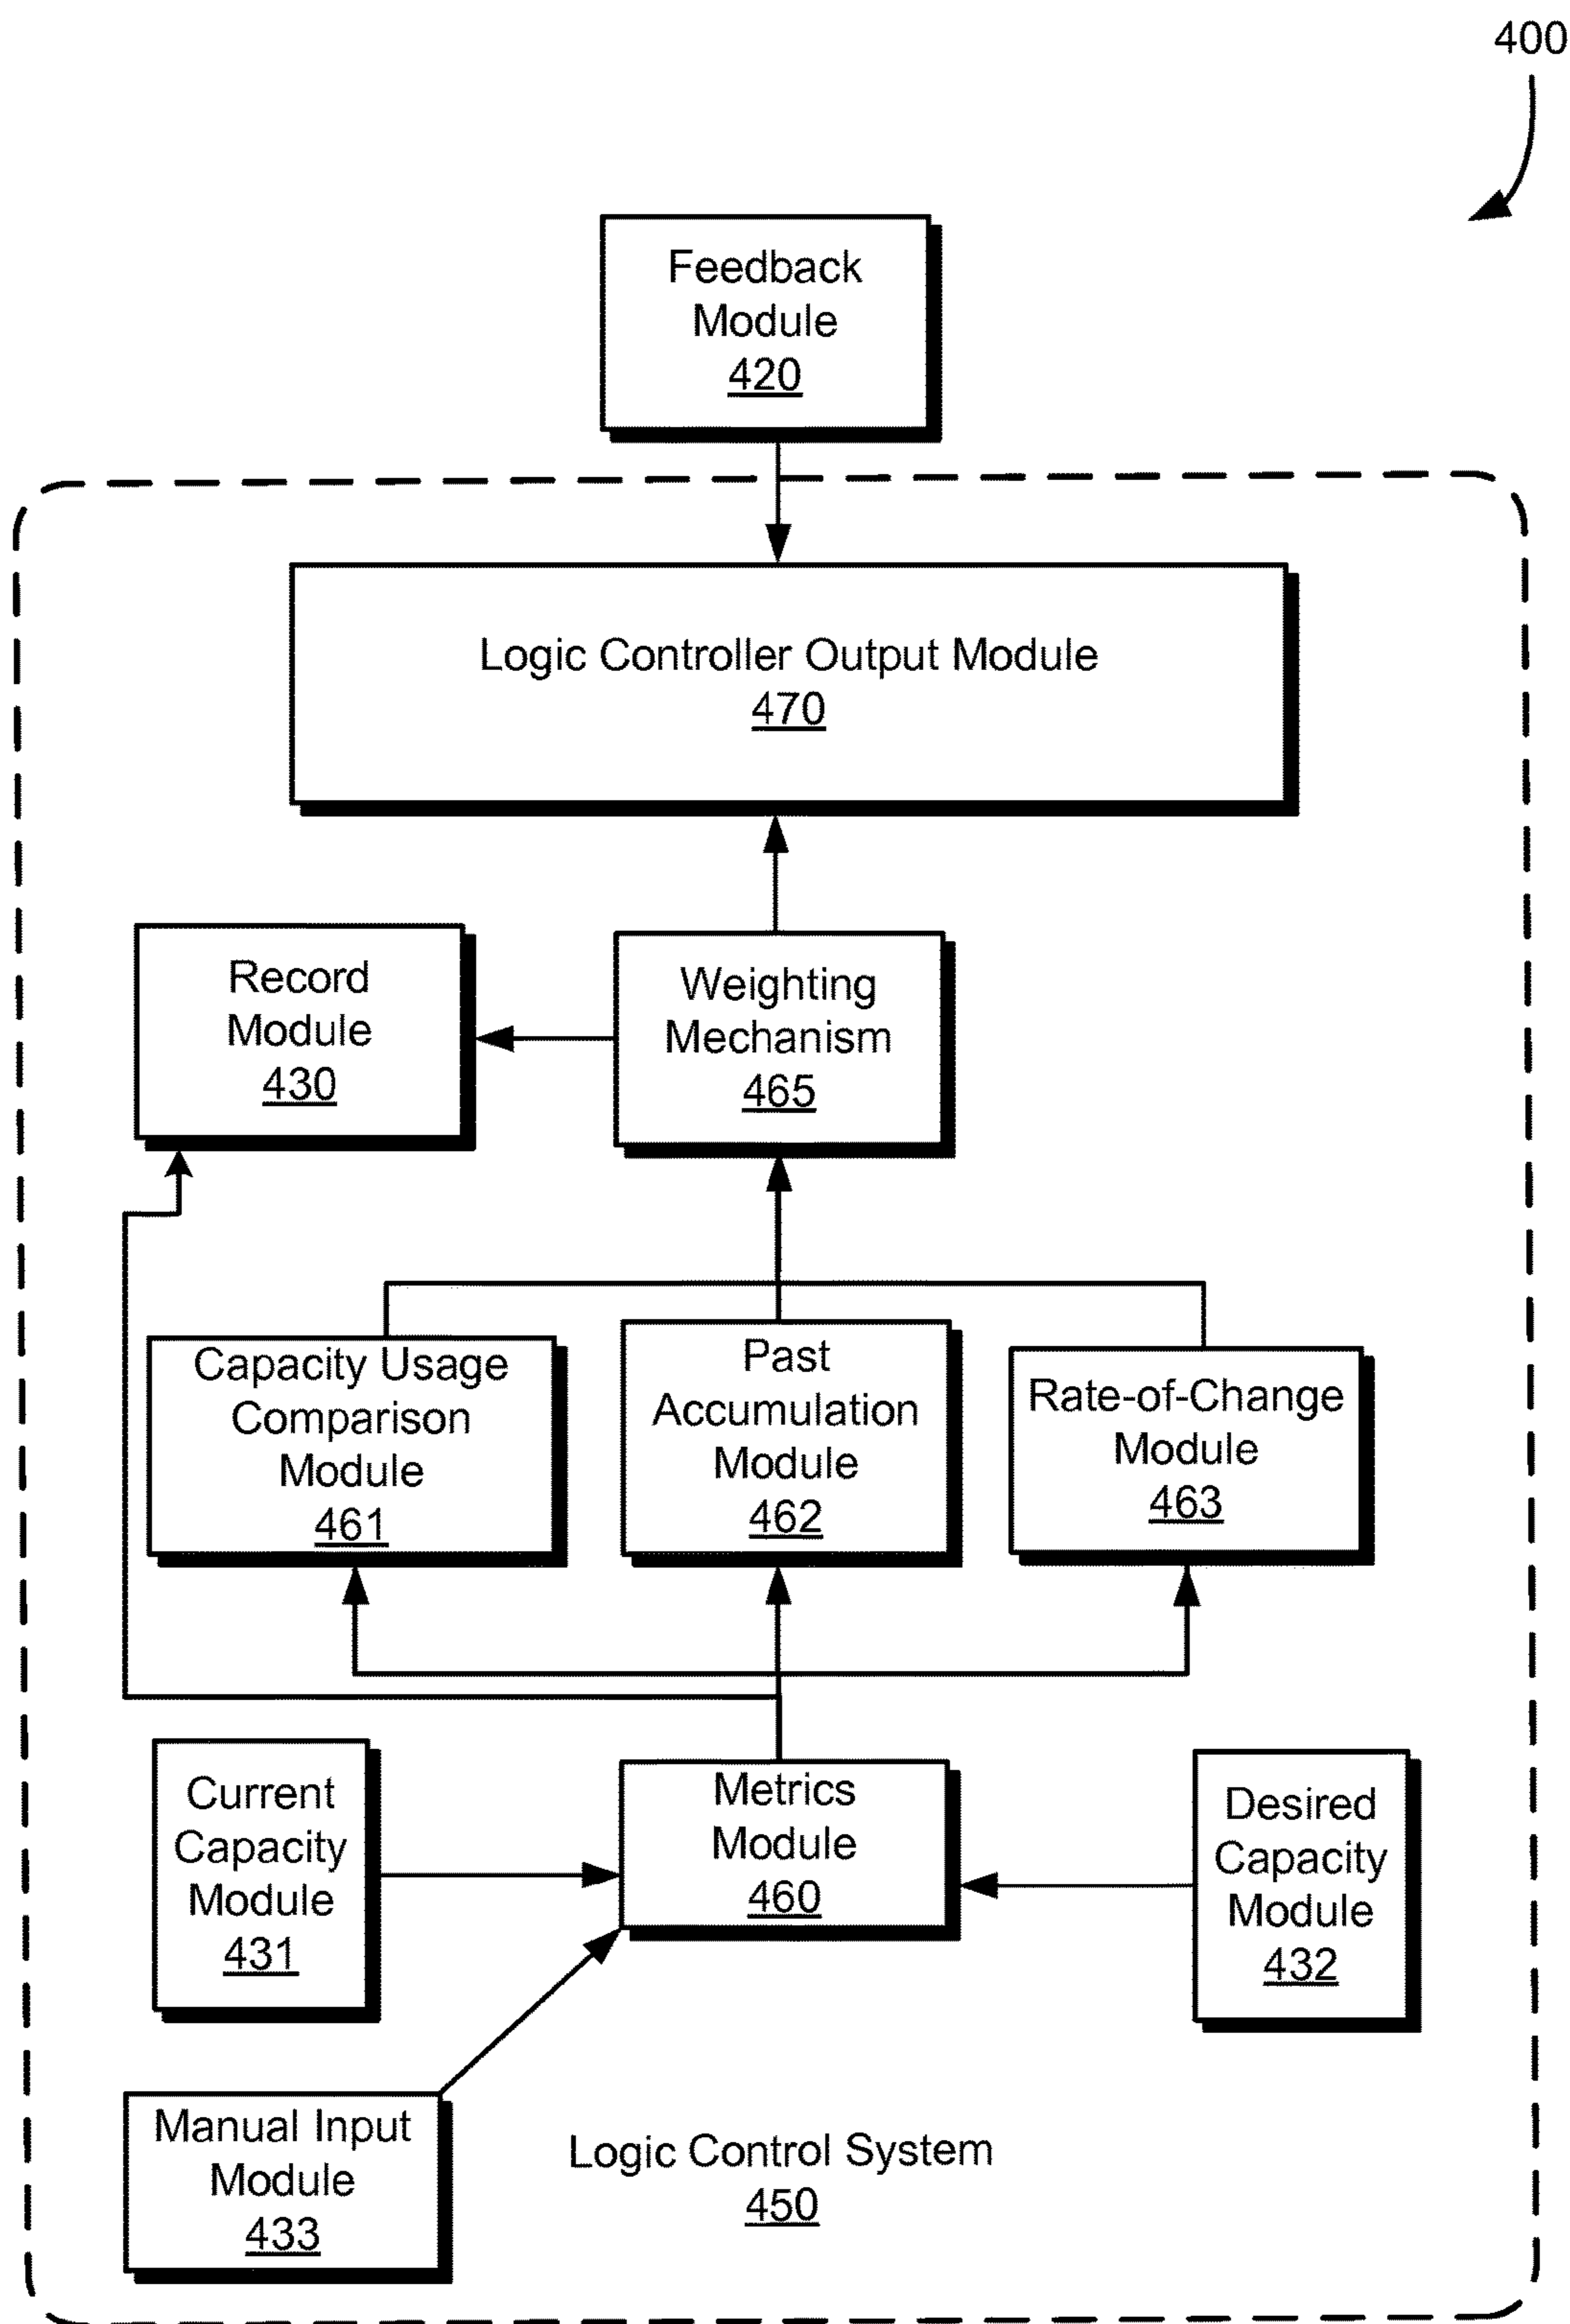 400
Feedback
Module
420
Logic Controller Output Module
470
Record
Module
430
Weighting
Mechanism
465
Capacity Usage
Comparison
Module
461
Past
Accumulation
Module
462
Rate-of-Change
Module
463
Current
Capacity
Module
431
Metrics
Module
460
Desired
Capacity
Module
432
Manual Input
Module
433
Logic Control System
450